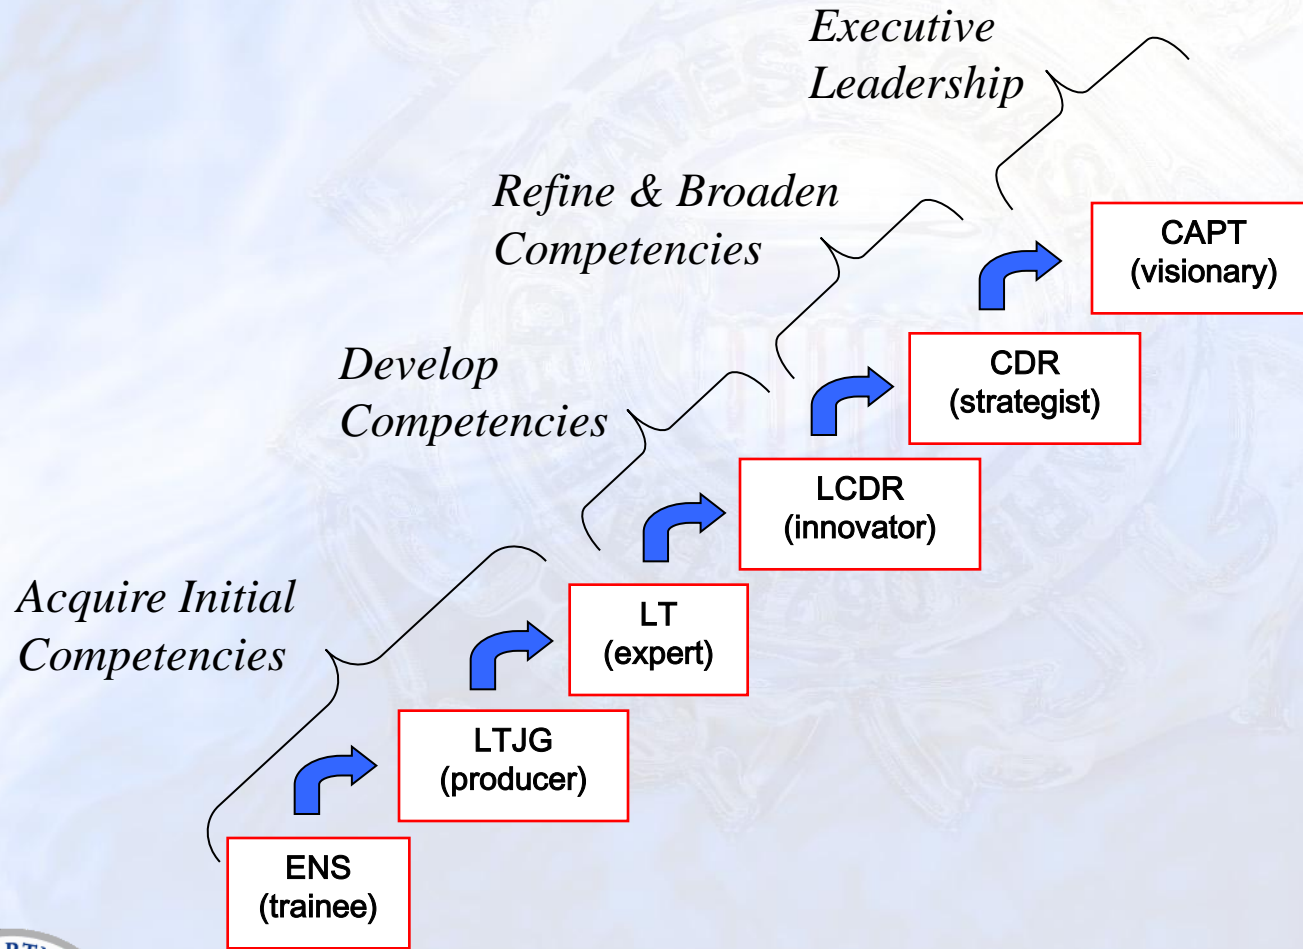 Executive
Leadership
Refine & Broaden
Competencies
CAPT
(visionary)
Develop
Competencies
CDR
(strategist)
LCDR
(innovator)
Acquire Initial
Competencies
LT
(expert)
LTJG
(producer)
ENS
(trainee)